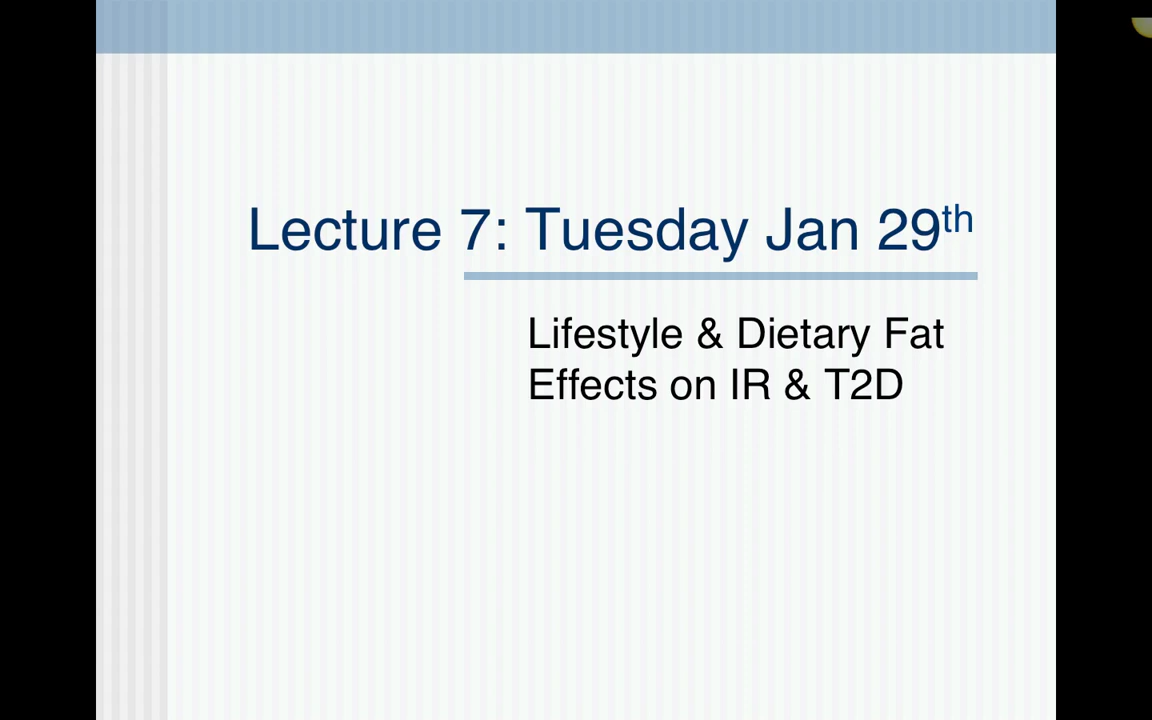 Lecture 7: Tuesday Jan 29th
Lifestyle & Dietary Fat
Effects on IR & T2D